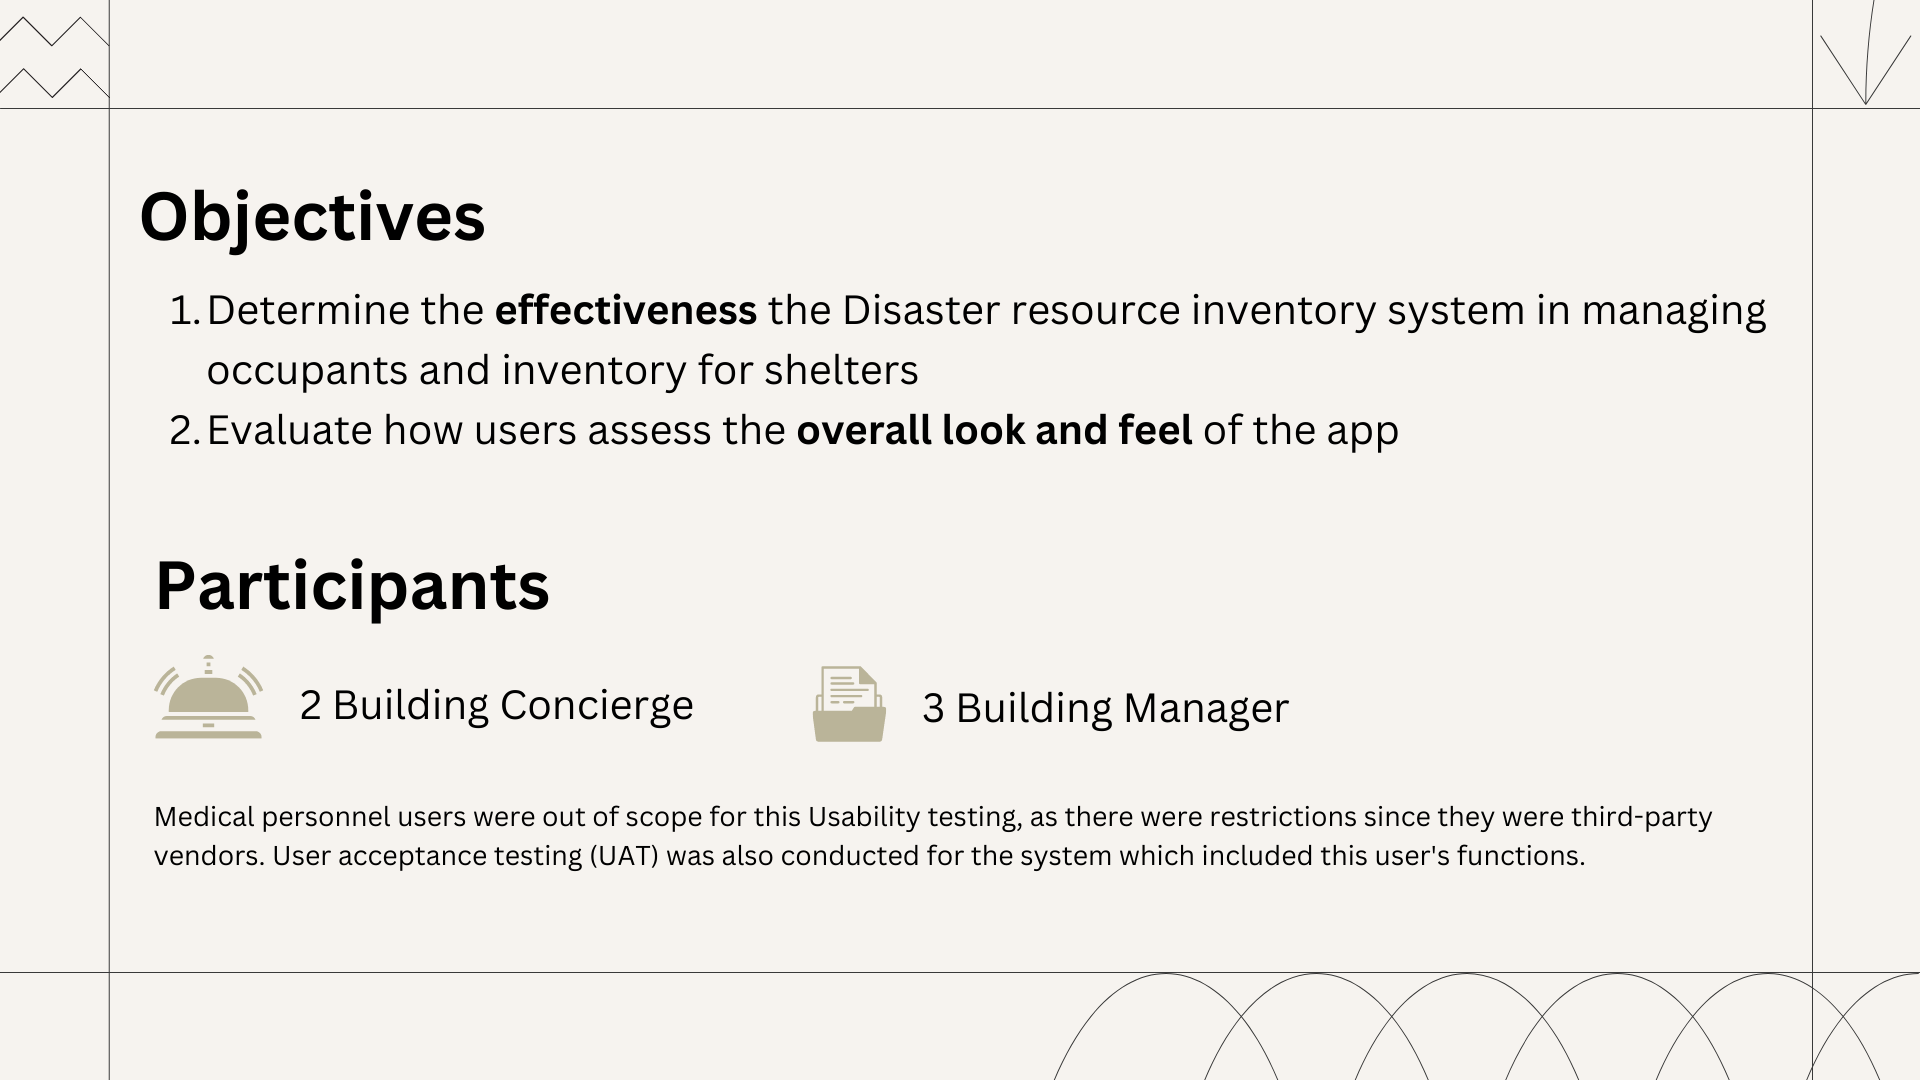 Objectives
1. Determine the effectiveness the Disaster resource inventory system in managing
occupants and inventory for shelters
2. Evaluate how users assess the overall look and feel of the app
Participants
2 Building Concierge
3 Building Manager
Medical personnel users were out of scope for this Usability testing, as there were restrictions since they were third-party
vendors. User acceptance testing (UAT) was also conducted for the system which included this user's functions.